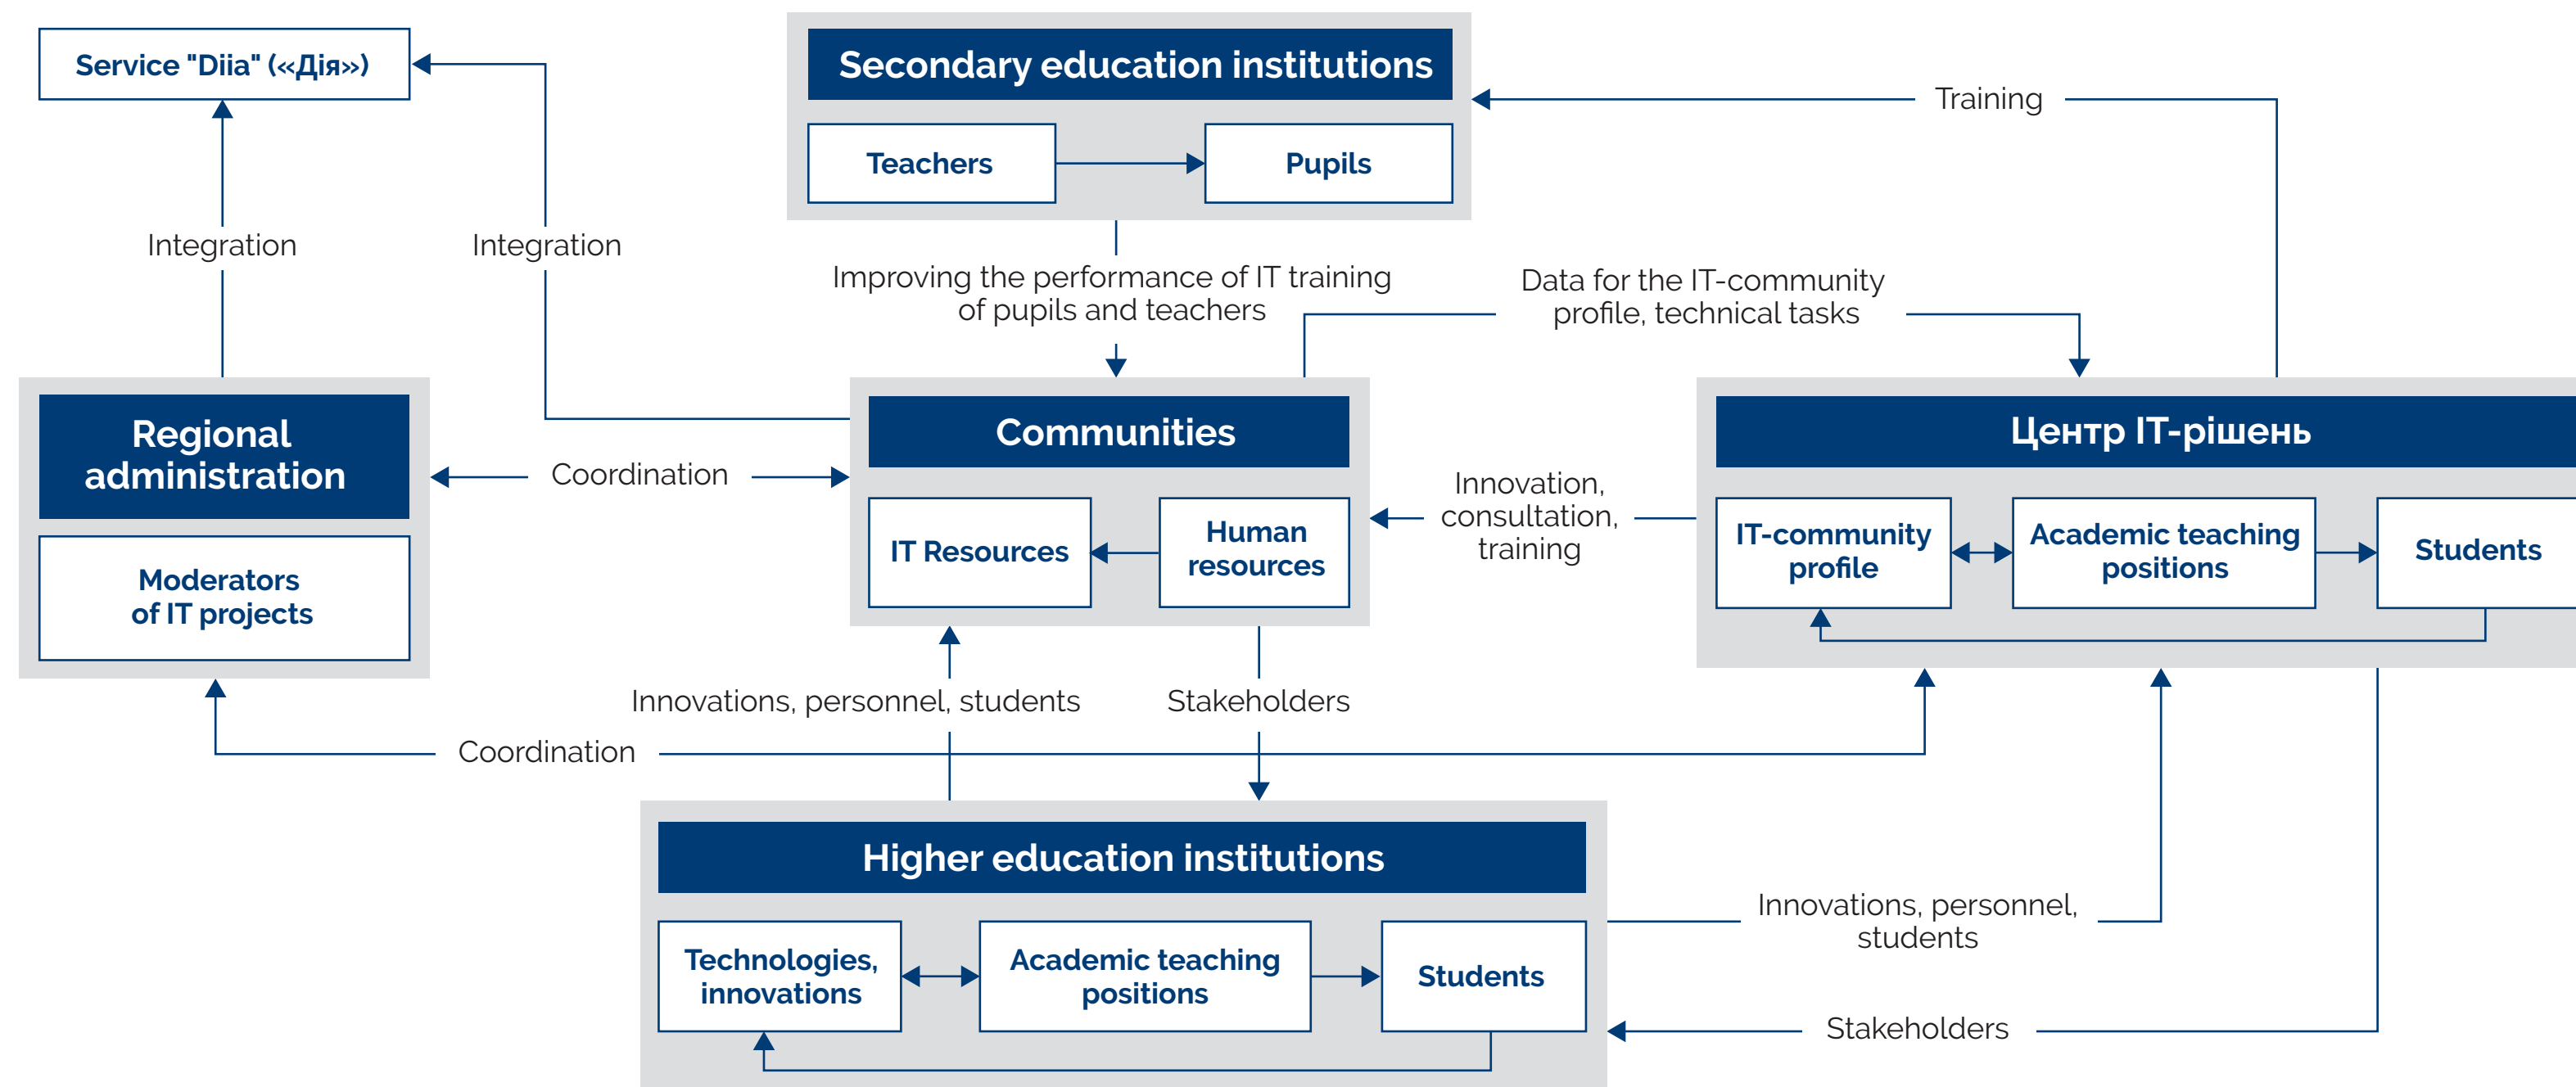 Service "Diia" («Дія»)
Secondary education institutions
Teachers
Pupils
Training
Integration
Integration
Improving the performance of IT training
of pupils and teachers
Data for the IT-community
profile, technical tasks
Regional
administration
Moderators
of IT projects
Coordination
Communities
IT Resources
Human
resources
Innovation,
consultation,
training
Центр ІТ-рішень
IT-community
profile
Academic teaching
positions
Students
Innovations, personnel, students
Stakeholders
Coordination
Higher education institutions
Technologies,
innovations
Academic teaching
positions
Students
Innovations, personnel,
students
Stakeholders